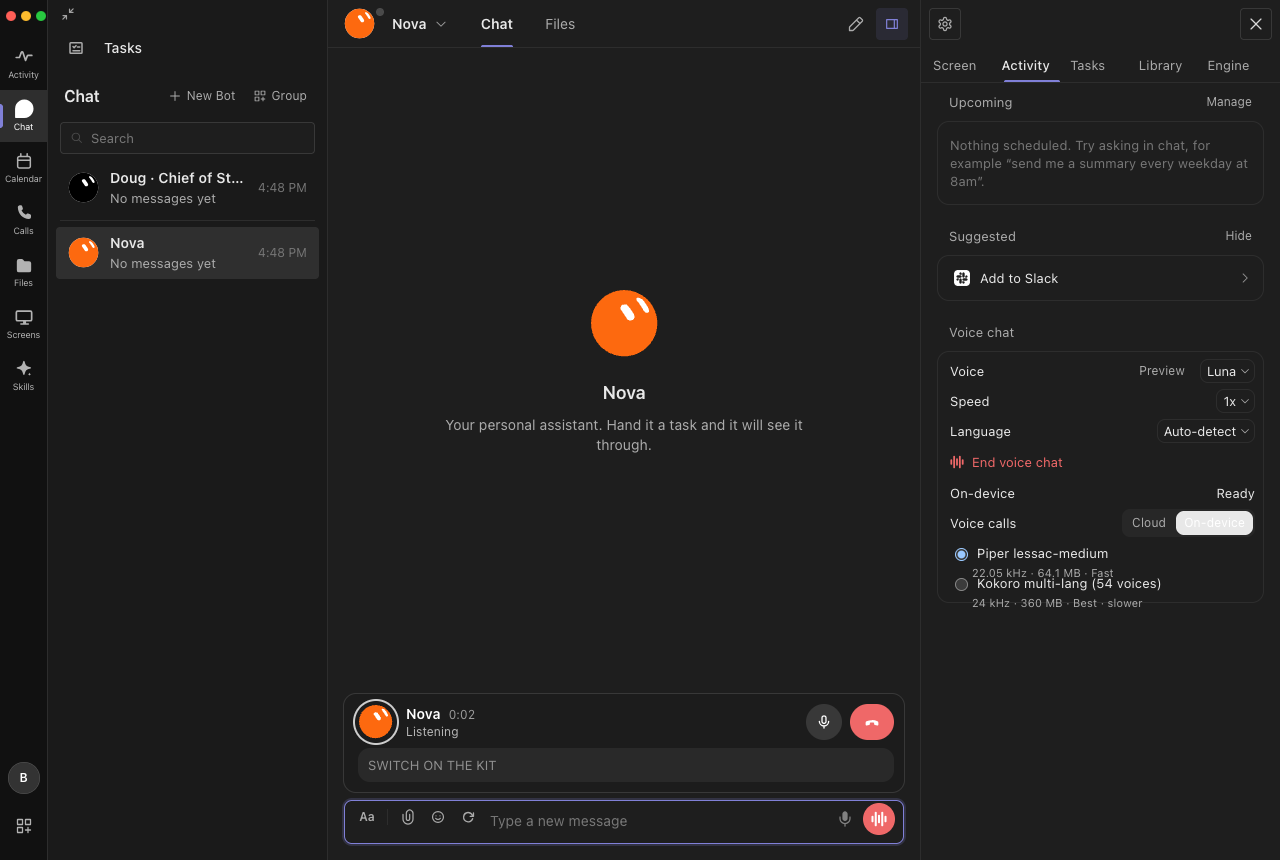 Activity
Chat
Calendar
Calls
Files
Screens
Skills
B
Tasks
Chat
New Bot
Group
Search
Doug · Chief of St...
4:48 PM
No messages yet
Nova
4:48 PM
No messages yet
Nova
Chat
Files
Nova
Your personal assistant. Hand it a task and it will see it
through.
Nova 0:02
Listening
SWITCH ON THE KIT
Aa
Type a new message
Screen
Activity
Tasks
Library
Engine
Upcoming
Manage
Nothing scheduled. Try asking in chat, for
example “send me a summary every weekday at
8am”.
Suggested
Hide
Add to Slack
Voice chat
Voice
Preview
Luna
Speed
1x
Language
Auto-detect
End voice chat
On-device
Ready
Voice calls
Cloud
On-device
Piper lessac-medium
22.05 kHz · 64.1 MB · Fast
Kokoro multi-lang (54 voices)
24 kHz · 360 MB · Best · slower